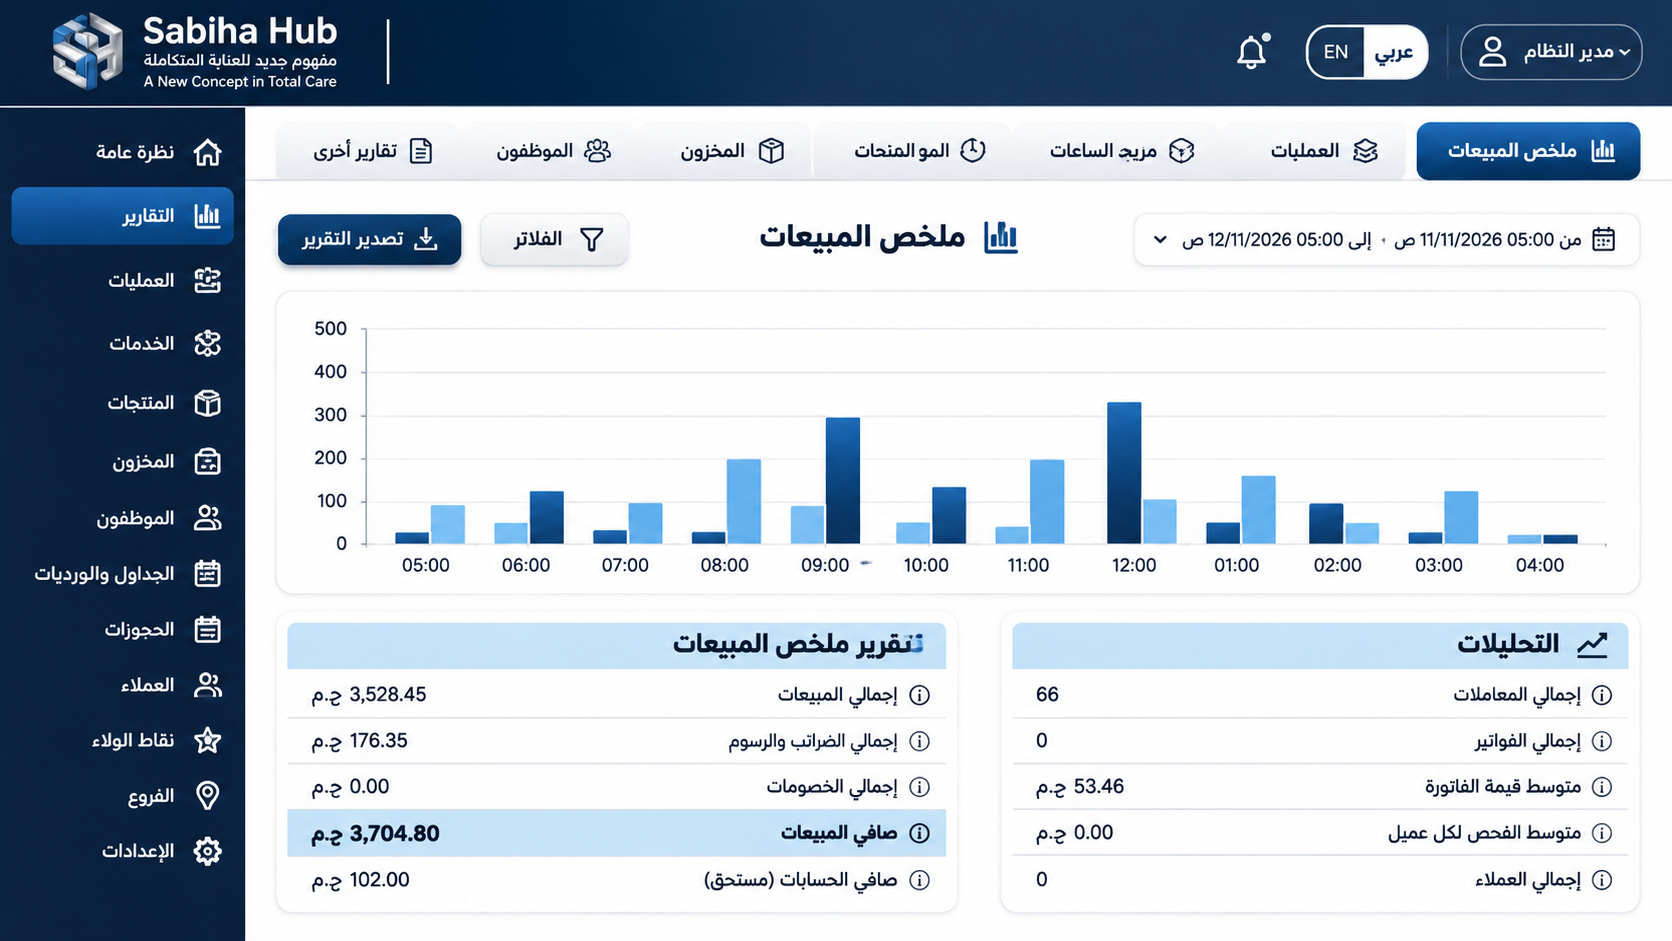 Sabiha Hub
مفهوم جديد للعناية المتكاملة
A New Concept in Total Care
EN
عربي
مدير النظام
نظرة عامة
التقارير
العمليات
الخدمات
المنتجات
المخزون
الموظفون
الجداول والورديات
الحجوزات
العملاء
نقاط الولاء
الفروع
الإعدادات
ملخص المبيعات
العمليات
مزيج الساعات
المو المنحات
المخزون
الموظفون
تقارير أخرى
من 11/11/2026 05:00 ص · إلى 12/11/2026 05:00 ص
ملخص المبيعات
الفلاتر
تصدير التقرير
500
400
300
200
100
0
05:00 06:00 07:00 08:00 09:00 10:00 11:00 12:00 01:00 02:00 03:00 04:00
التحليلات
إجمالي المعاملات 66
إجمالي الفواتير 0
متوسط قيمة الفاتورة 53.46 ج.م
متوسط الفحص لكل عميل 0.00 ج.م
إجمالي العملاء 0
تقرير ملخص المبيعات
إجمالي المبيعات 3,528.45 ج.م
إجمالي الضرائب والرسوم 176.35 ج.م
إجمالي الخصومات 0.00 ج.م
صافي المبيعات 3,704.80 ج.م
صافي الحسابات (مستحق) 102.00 ج.م